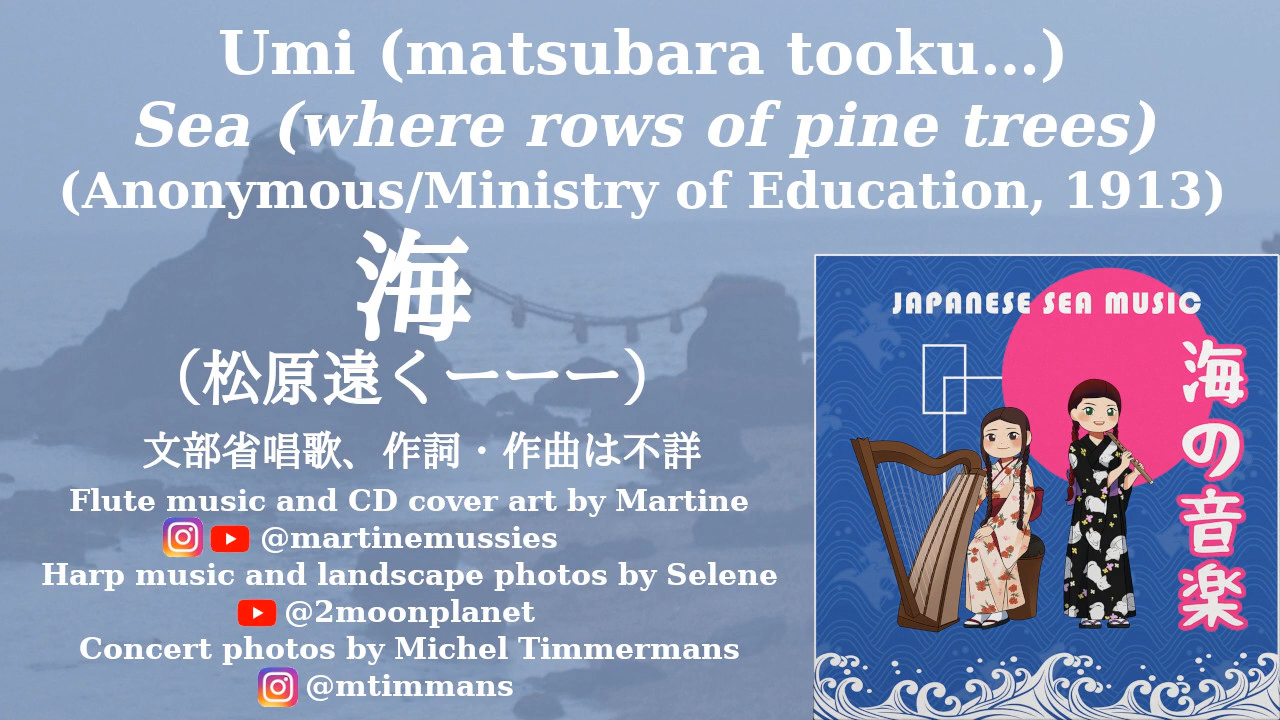 Umi (matsubara tooku...)
Sea (where rows of pine trees)
(Anonymous/Ministry of Education, 1913)
海
（松原遠くーーー）
文部省唱歌、作詞・作曲は不詳
Flute music and CD cover art by Martine
@martinemussies
Harp music and landscape photos by Selene
@2moonplanet
Concert photos by Michel Timmermans
@mtimmans
JAPANESE SEA MUSIC
海の音楽